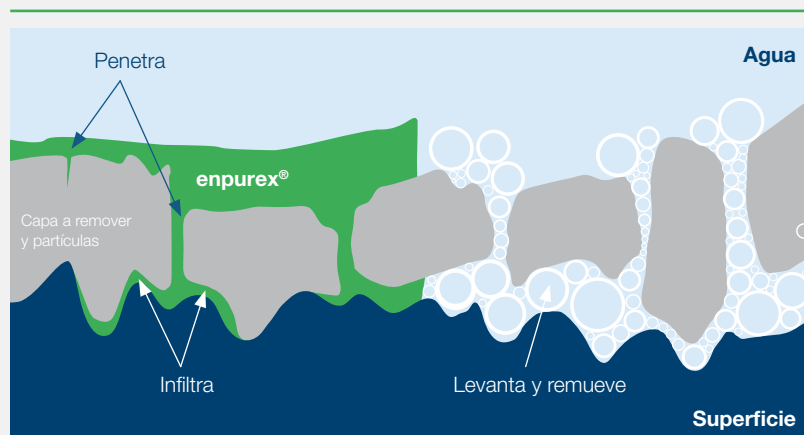 Penetra
Agua
enpurex®
Capa a remover
y partículas
Infiltra
Levanta y remueve
Superficie